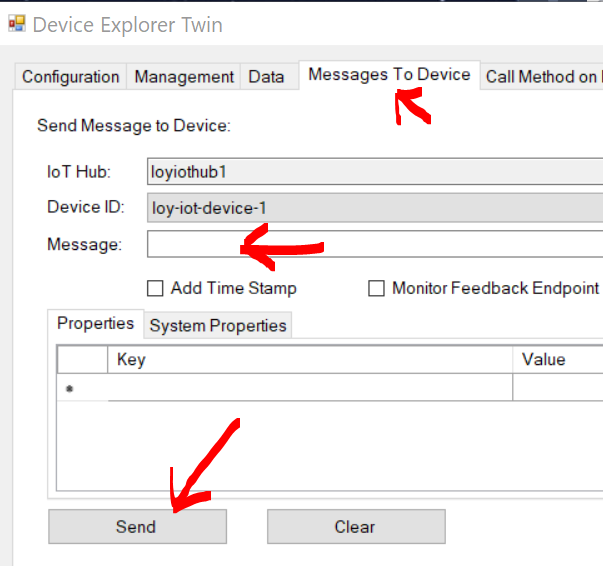 Device Explorer Twin
Configuration Management Data Messages To Device Call Method on
Send Message to Device:
IoT Hub: loyiothub1
Device ID: loy-iot-device-1
Message:
Add Time Stamp Monitor Feedback Endpoint
Properties System Properties
Key Value
*
Send Clear